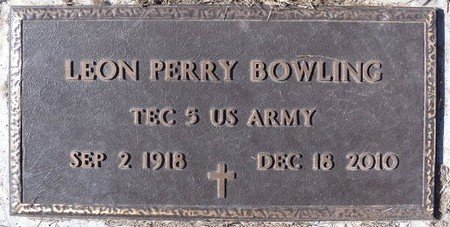 LEON PERRY BOWLING
TEC 5 US ARMY
SEP 2 1918 DEC 18 2010